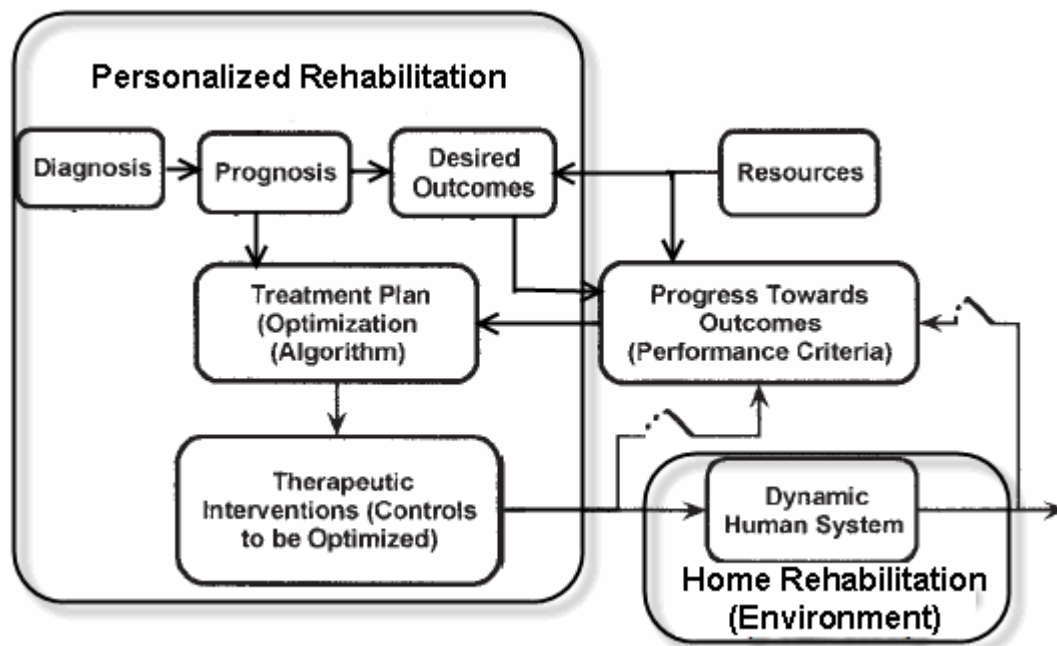 Personalized Rehabilitation
Diagnosis
Prognosis
Desired
Outcomes
Resources
Treatment Plan
(Optimization
(Algorithm)
Progress Towards
Outcomes
(Performance Criteria)
Therapeutic
Interventions (Controls
to be Optimized)
Dynamic
Human System
Home Rehabilitation
(Environment)